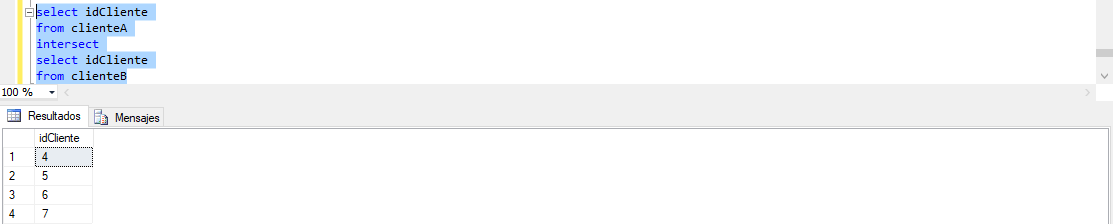 select idCliente
from clienteA
intersect
select idCliente
from clienteB
100 %
Resultados Mensajes
idCliente
1 4
2 5
3 6
4 7